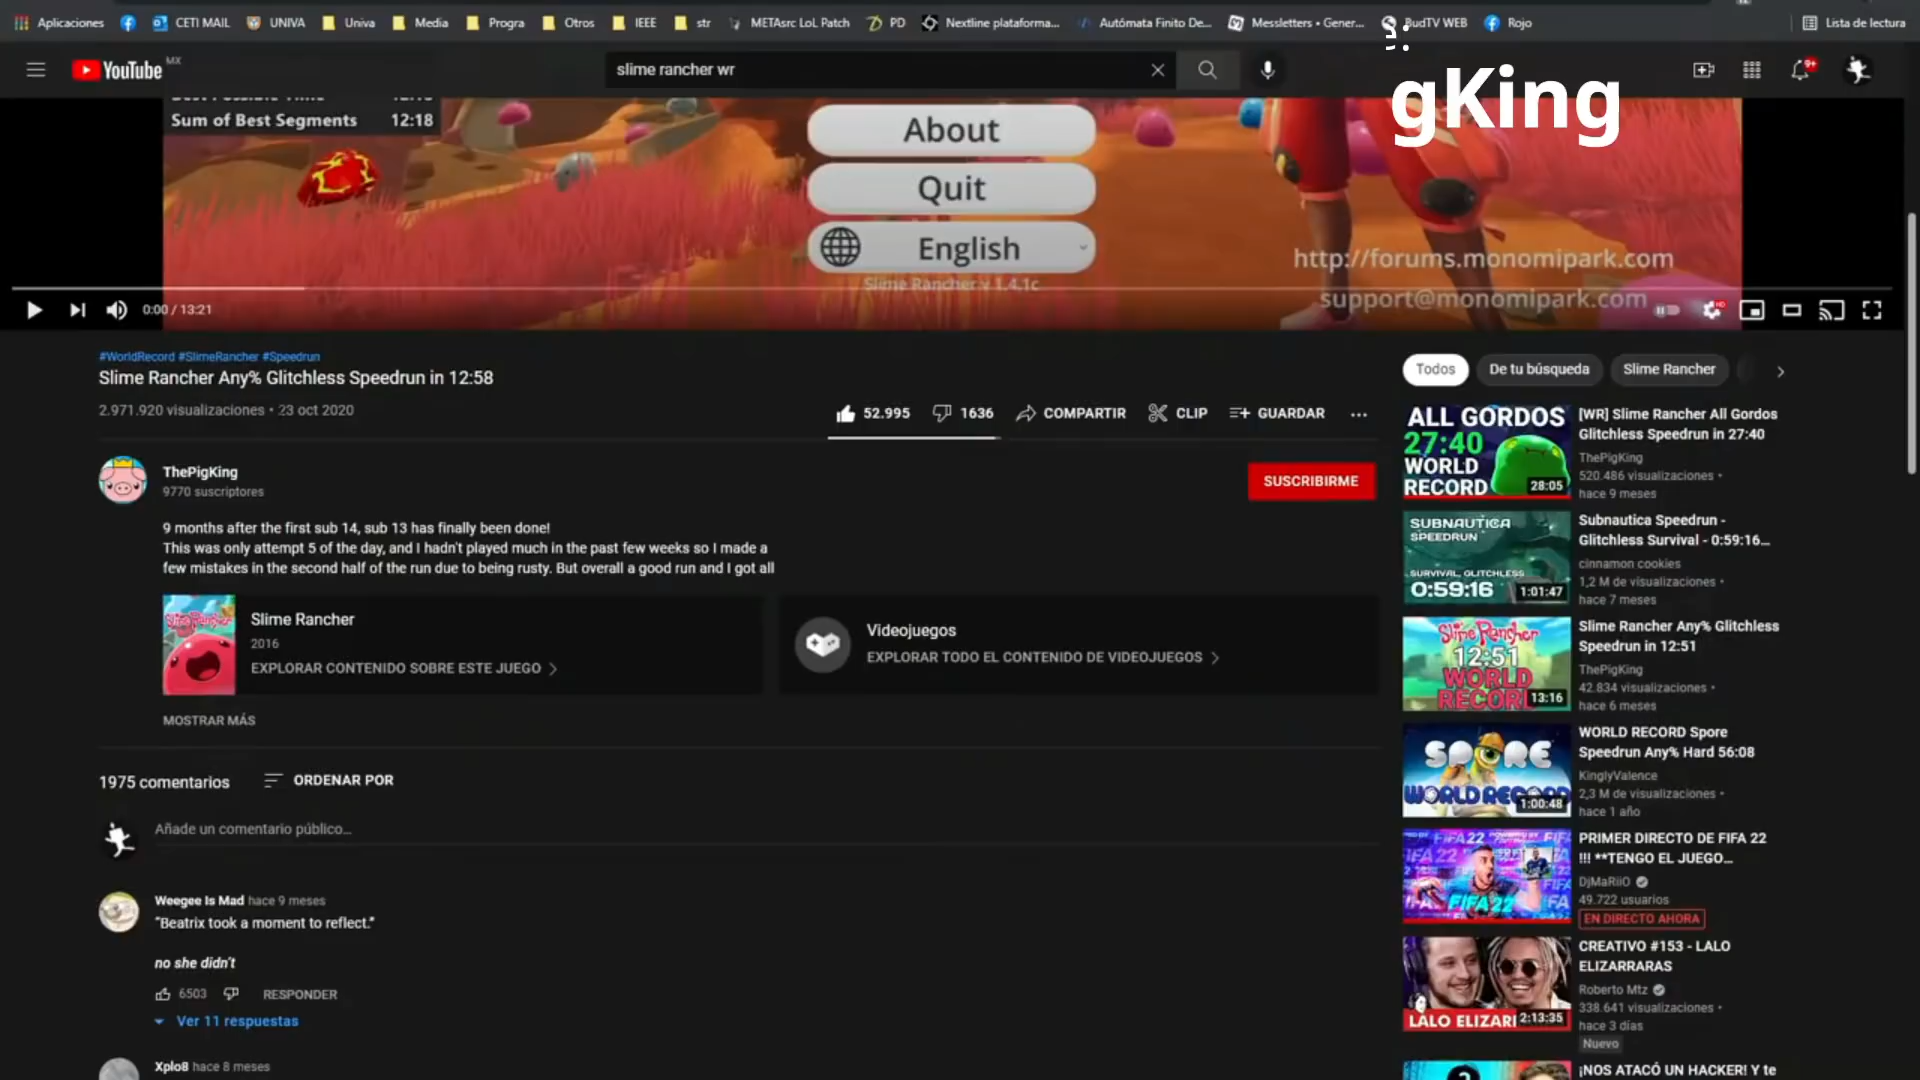 Aplicaciones CETI MAIL UNIVA Univa Media Progra Otros IEEE str METAsrc LoL Patch PD Nextline plataforma... Autómata Finito De... Messletters • Gener... BudTV WEB Rojo Lista de lectura
YouTube MX
slime rancher wr
9+
gKing
Sum of Best Segments 12:18
About
Quit
English
Slime Rancher v 1.4.1c
http://forums.monomipark.com
support@monomipark.com
0:00 / 13:21
HD
#WorldRecord #SlimeRancher #Speedrun
Slime Rancher Any% Glitchless Speedrun in 12:58
2.971.920 visualizaciones • 23 oct 2020
52.995 1636 COMPARTIR CLIP GUARDAR ...
ThePigKing
9770 suscriptores
SUSCRIBIRME
9 months after the first sub 14, sub 13 has finally been done!
This was only attempt 5 of the day, and I hadn't played much in the past few weeks so I made a
few mistakes in the second half of the run due to being rusty. But overall a good run and I got all
Slime Rancher
2016
EXPLORAR CONTENIDO SOBRE ESTE JUEGO
Videojuegos
EXPLORAR TODO EL CONTENIDO DE VIDEOJUEGOS
MOSTRAR MÁS
1975 comentarios
ORDENAR POR
Añade un comentario público...
Weegee Is Mad hace 9 meses
"Beatrix took a moment to reflect."
no she didn't
6503 RESPONDER
Ver 11 respuestas
Xplo8 hace 8 meses
Todos De tu búsqueda Slime Rancher
ALL GORDOS
27:40
WORLD
RECORD
28:05
[WR] Slime Rancher All Gordos
Glitchless Speedrun in 27:40
ThePigKing
520.486 visualizaciones •
hace 9 meses
SUBNAUTICA
SPEEDRUN
SURVIVAL, GLITCHLESS
0:59:16
1:01:47
Subnautica Speedrun -
Glitchless Survival - 0:59:16...
cinnamon cookies
1,2 M de visualizaciones •
hace 7 meses
Slime Rancher
12:51
WORLD
RECORD
13:16
Slime Rancher Any% Glitchless
Speedrun in 12:51
ThePigKing
42.834 visualizaciones •
hace 6 meses
SPORE
WORLD RECORD
1:00:48
WORLD RECORD Spore
Speedrun Any% Hard 56:08
KinglyValence
2,3 M de visualizaciones •
hace 1 año
FIFA 22
PRIMER DIRECTO DE FIFA 22
!!! **TENGO EL JUEGO...
DjMaRiiO
49.722 usuarios
EN DIRECTO AHORA
LALO ELIZAR
2:13:35
CREATIVO #153 - LALO
ELIZARRARAS
Roberto Mtz
338.641 visualizaciones •
hace 3 días
Nuevo
¡NOS ATACÓ UN HACKER! Y te